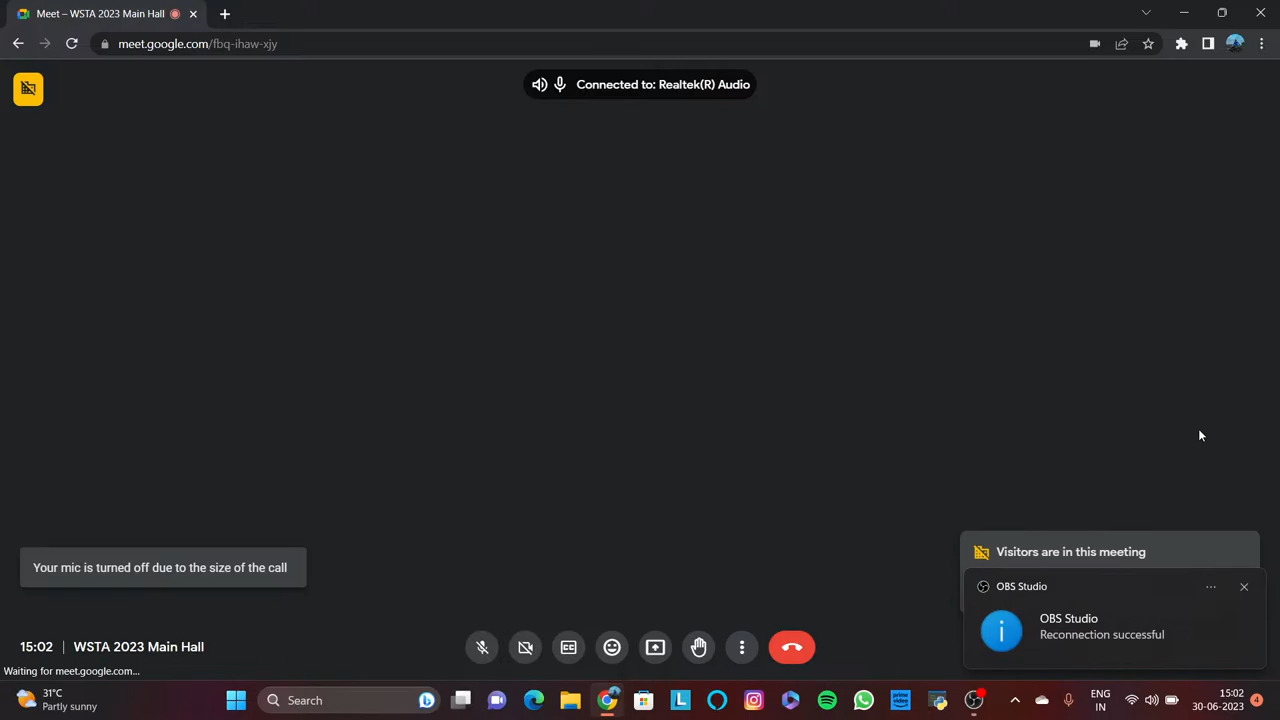 Meet – WSTA 2023 Main Hall
meet.google.com/fbq-ihaw-xjy
Connected to: Realtek(R) Audio
Your mic is turned off due to the size of the call
Visitors are in this meeting
OBS Studio
OBS Studio
Reconnection successful
15:02 | WSTA 2023 Main Hall
Waiting for meet.google.com...
31°C
Partly sunny
Search
prime video
ENG
IN
15:02
30-06-2023
4